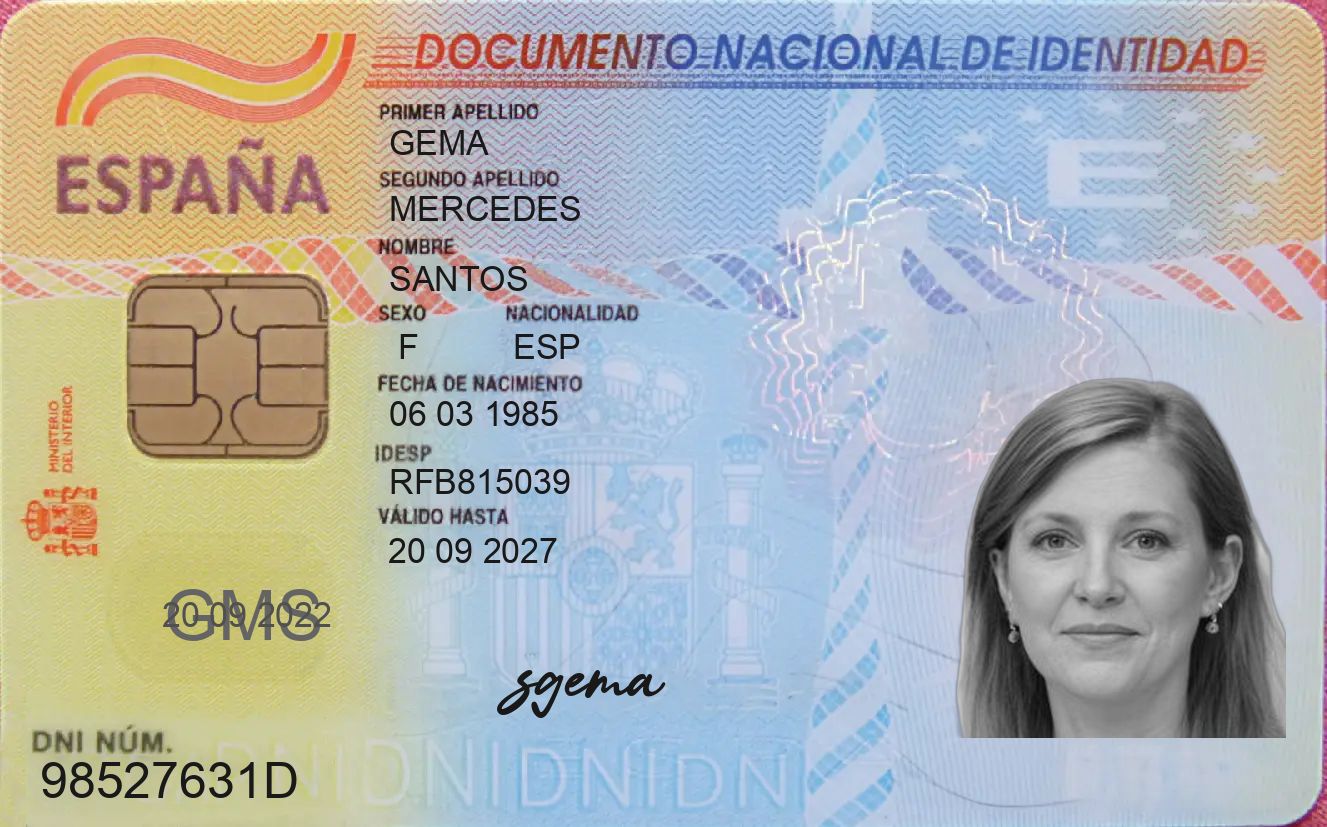 DOCUMENTO NACIONAL DE IDENTIDAD
ESPAÑA
PRIMER APELLIDO
GEMA
SEGUNDO APELLIDO
MERCEDES
NOMBRE
SANTOS
SEXO NACIONALIDAD
F ESP
FECHA DE NACIMIENTO
06 03 1985
IDESP
RFB815039
VÁLIDO HASTA
20 09 2027
MINISTERIO
DEL INTERIOR
E
GMS
20 09 2022
sgema
DNI NÚM.
98527631D
DNIDNIDNIDNI